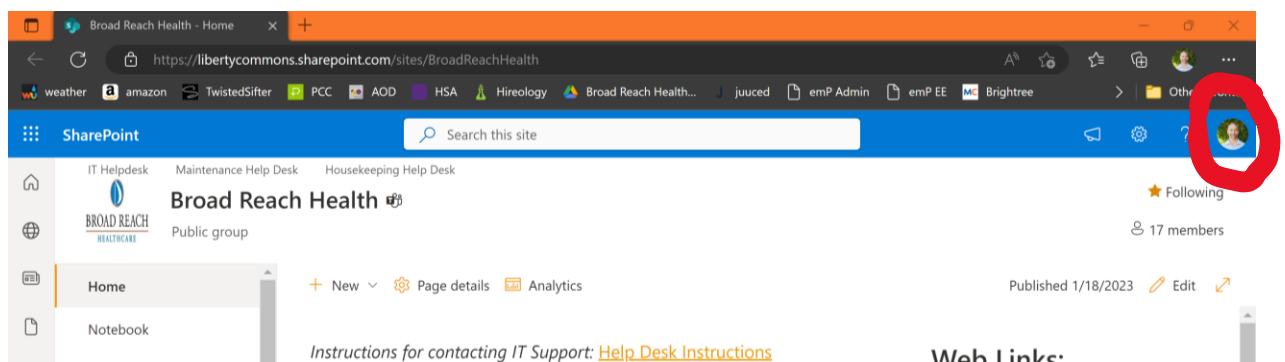 Broad Reach Health - Home
https://libertycommons.sharepoint.com/sites/BroadReachHealth
weather amazon TwistedSifter PCC AOD HSA Hireology Broad Reach Health... juuced emP Admin emP EE MC Brightree
SharePoint Search this site
IT Helpdesk Maintenance Help Desk Housekeeping Help Desk
Broad Reach Health
Following
BROAD REACH
HEALTHCARE
Public group
17 members
Home
New Page details Analytics
Published 1/18/2023 Edit
Notebook
Instructions for contacting IT Support: Help Desk Instructions
Web Links: